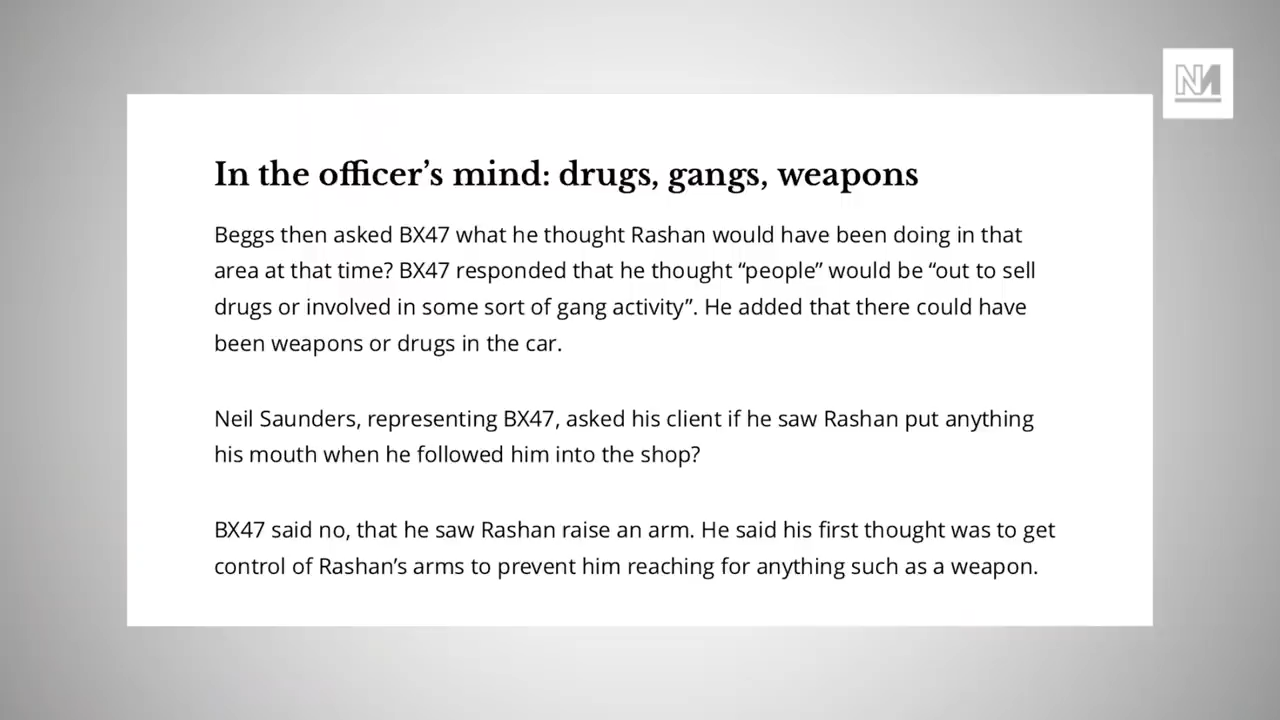 In the officer’s mind: drugs, gangs, weapons
Beggs then asked BX47 what he thought Rashan would have been doing in that
area at that time? BX47 responded that he thought “people” would be “out to sell
drugs or involved in some sort of gang activity”. He added that there could have
been weapons or drugs in the car.
Neil Saunders, representing BX47, asked his client if he saw Rashan put anything
his mouth when he followed him into the shop?
BX47 said no, that he saw Rashan raise an arm. He said his first thought was to get
control of Rashan’s arms to prevent him reaching for anything such as a weapon.